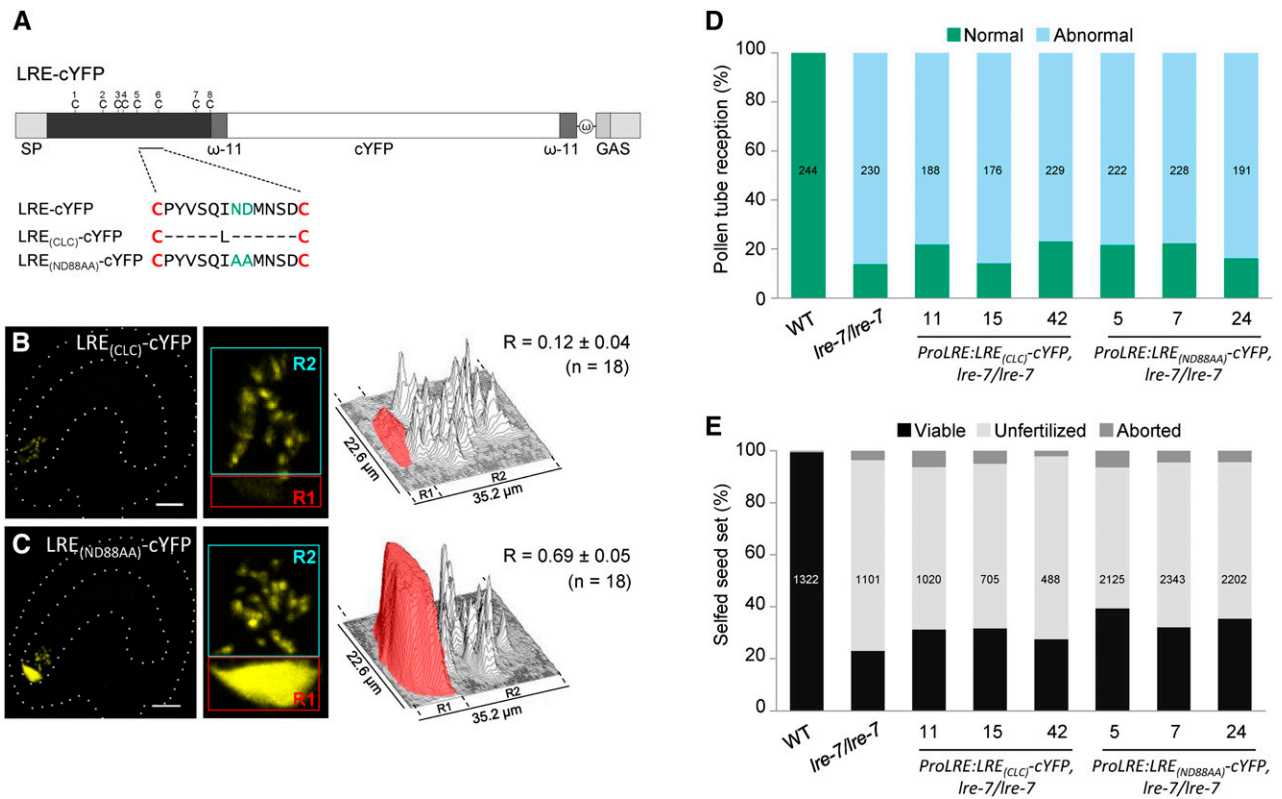 A
LRE-cYFP
1 2 3 4 5 6 7 8
C C C C C C C C
SP ω-11 cYFP ω-11 ω GAS
LRE-cYFP CPYVSQINDMNSDC
LRE(CLC)-cYFP C-----L------C
LRE(ND88AA)-cYFP CPYVSQIAAMNSDC
B
LRE(CLC)-cYFP
R2
R1
R = 0.12 ± 0.04
(n = 18)
22.6 µm
R1 R2
35.2 µm
C
LRE(ND88AA)-cYFP
R2
R1
R = 0.69 ± 0.05
(n = 18)
22.6 µm
R1 R2
35.2 µm
D
Normal Abnormal
Pollen tube reception (%)
100
80
60
40
20
0
244 230 188 176 229 222 228 191
WT lre-7/lre-7 11 15 42 5 7 24
ProLRE:LRE(CLC)-cYFP, ProLRE:LRE(ND88AA)-cYFP,
lre-7/lre-7 lre-7/lre-7
E
Viable Unfertilized Aborted
Selfed seed set (%)
100
80
60
40
20
0
1322 1101 1020 705 488 2125 2343 2202
WT lre-7/lre-7 11 15 42 5 7 24
ProLRE:LRE(CLC)-cYFP, ProLRE:LRE(ND88AA)-cYFP,
lre-7/lre-7 lre-7/lre-7